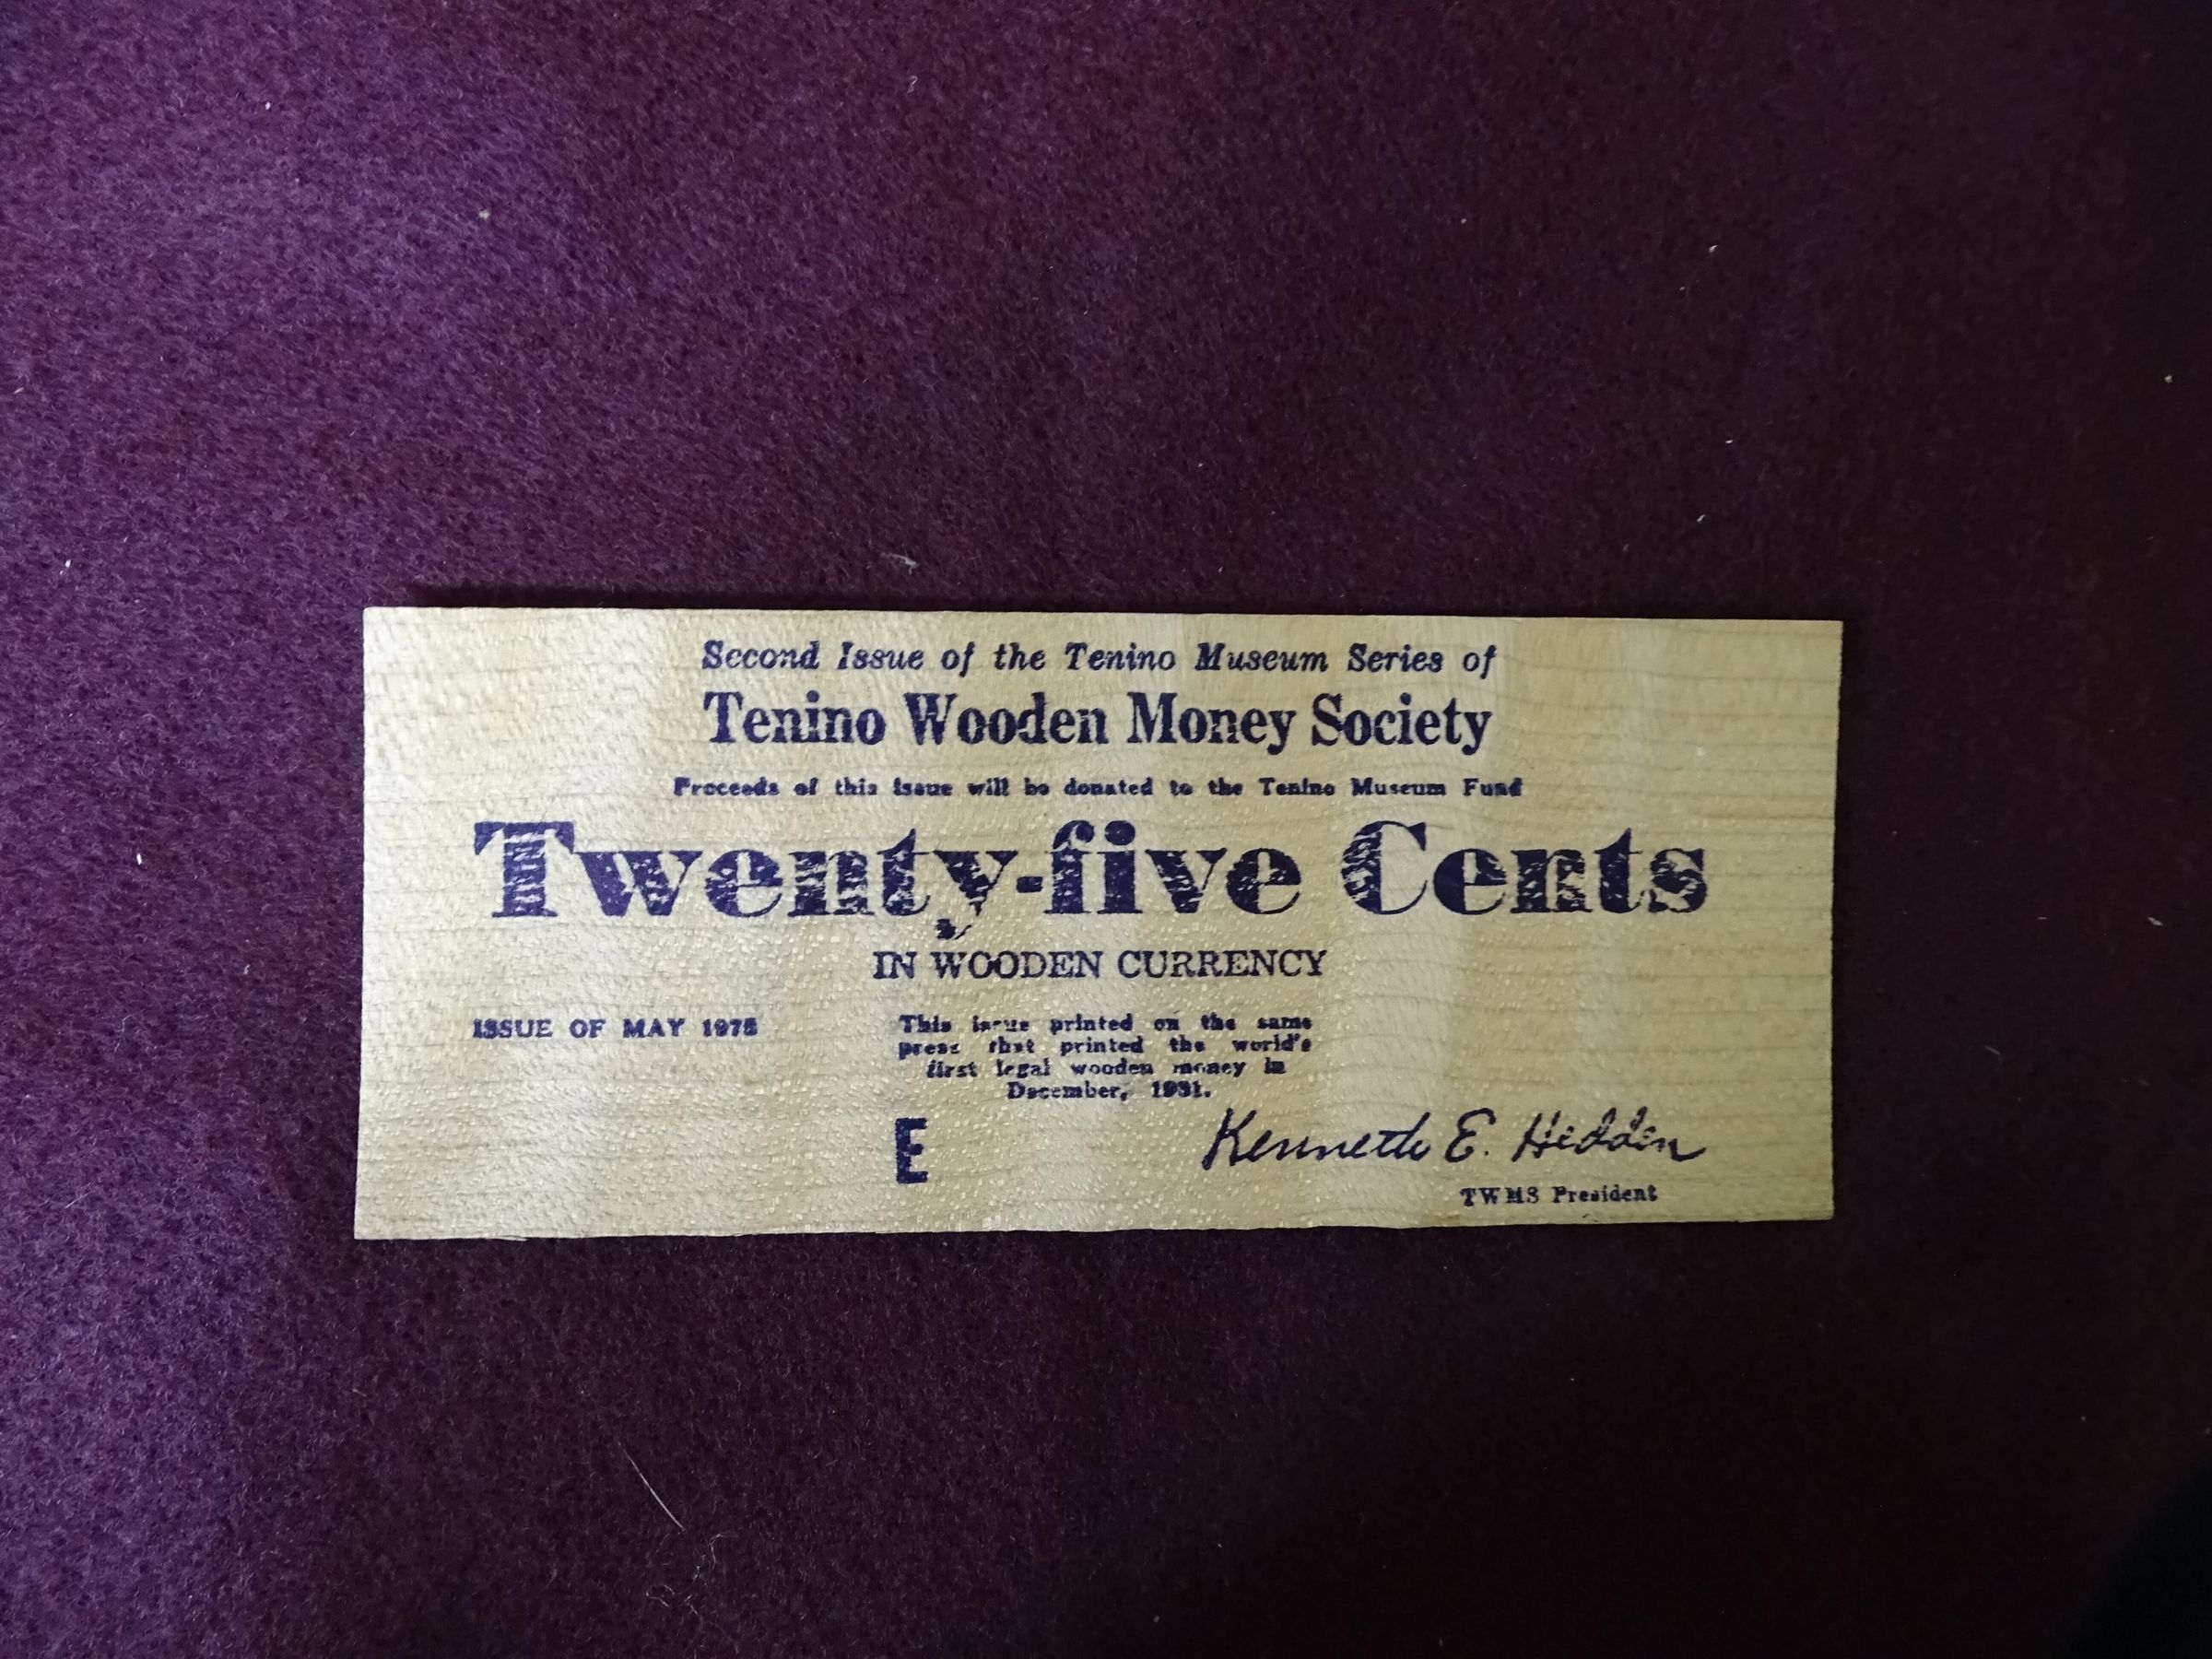 Second Issue of the Tenino Museum Series of
Tenino Wooden Money Society
Proceeds of this issue will be donated to the Tenino Museum Fund
Twenty-five Cents
IN WOODEN CURRENCY
ISSUE OF MAY 1975
This issue printed on the same
press that printed the world's
first legal wooden money in
December, 1931.
E
Kenneth E. Hedden
TWMS President